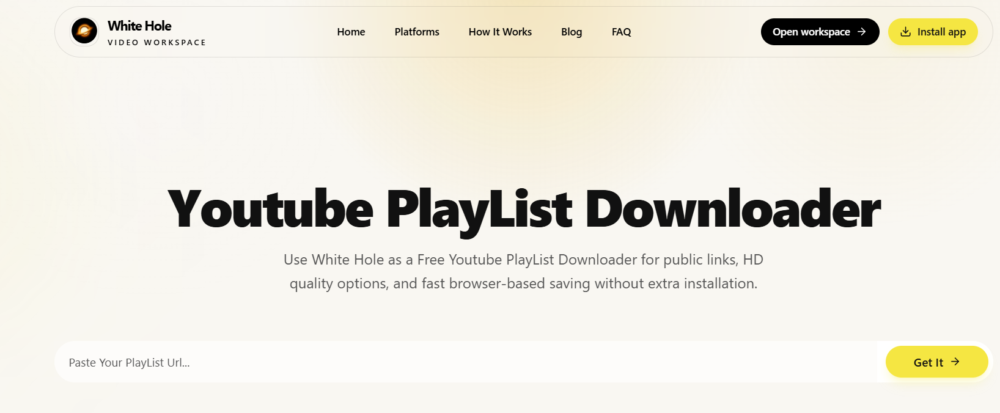 White Hole
VIDEO WORKSPACE
Home
Platforms
How It Works
Blog
FAQ
Open workspace
Install app
Youtube PlayList Downloader
Use White Hole as a Free Youtube PlayList Downloader for public links, HD
quality options, and fast browser-based saving without extra installation.
Paste Your PlayList Url...
Get It